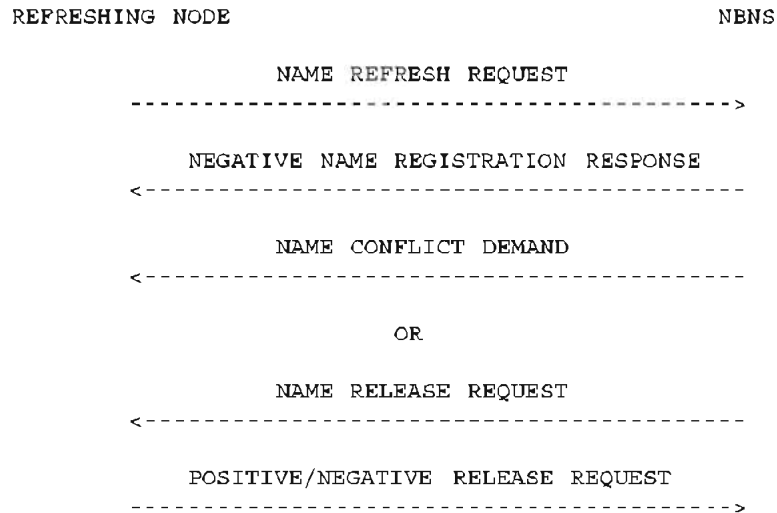 REFRESHING NODE NBNS
NAME REFRESH REQUEST
--------------------------------------->
NEGATIVE NAME REGISTRATION RESPONSE
<---------------------------------------
NAME CONFLICT DEMAND
<---------------------------------------
OR
NAME RELEASE REQUEST
<---------------------------------------
POSITIVE/NEGATIVE RELEASE REQUEST
--------------------------------------->